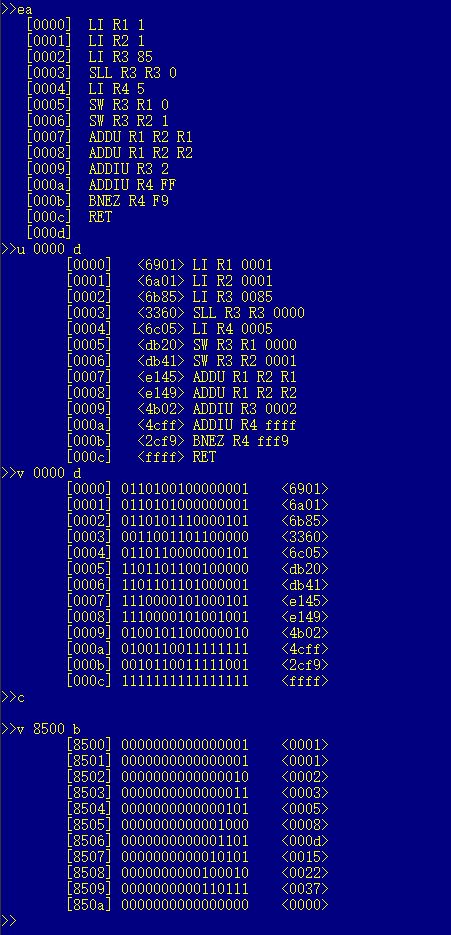 >>ea
[0000] LI R1 1
[0001] LI R2 1
[0002] LI R3 85
[0003] SLL R3 R3 0
[0004] LI R4 5
[0005] SW R3 R1 0
[0006] SW R3 R2 1
[0007] ADDU R1 R2 R1
[0008] ADDU R1 R2 R2
[0009] ADDIU R3 2
[000a] ADDIU R4 FF
[000b] BNEZ R4 F9
[000c] RET
[000d]
>>u 0000 d
[0000] <6901> LI R1 0001
[0001] <6a01> LI R2 0001
[0002] <6b85> LI R3 0085
[0003] <3360> SLL R3 R3 0000
[0004] <6c05> LI R4 0005
[0005] <db20> SW R3 R1 0000
[0006] <db41> SW R3 R2 0001
[0007] <e145> ADDU R1 R2 R1
[0008] <e149> ADDU R1 R2 R2
[0009] <4b02> ADDIU R3 0002
[000a] <4cff> ADDIU R4 ffff
[000b] <2cf9> BNEZ R4 fff9
[000c] <ffff> RET
>>v 0000 d
[0000] 0110100100000001 <6901>
[0001] 0110101000000001 <6a01>
[0002] 0110101110000101 <6b85>
[0003] 0011001101100000 <3360>
[0004] 0110110000000101 <6c05>
[0005] 1101101100100000 <db20>
[0006] 1101101101000001 <db41>
[0007] 1110000101000101 <e145>
[0008] 1110000101001001 <e149>
[0009] 0100101100000010 <4b02>
[000a] 0100110011111111 <4cff>
[000b] 0010110011111001 <2cf9>
[000c] 1111111111111111 <ffff>
>>c
>>v 8500 b
[8500] 0000000000000001 <0001>
[8501] 0000000000000001 <0001>
[8502] 0000000000000010 <0002>
[8503] 0000000000000011 <0003>
[8504] 0000000000000101 <0005>
[8505] 0000000000001000 <0008>
[8506] 0000000000001101 <000d>
[8507] 0000000000010101 <0015>
[8508] 0000000000100010 <0022>
[8509] 0000000000110111 <0037>
[850a] 0000000000000000 <0000>
>>